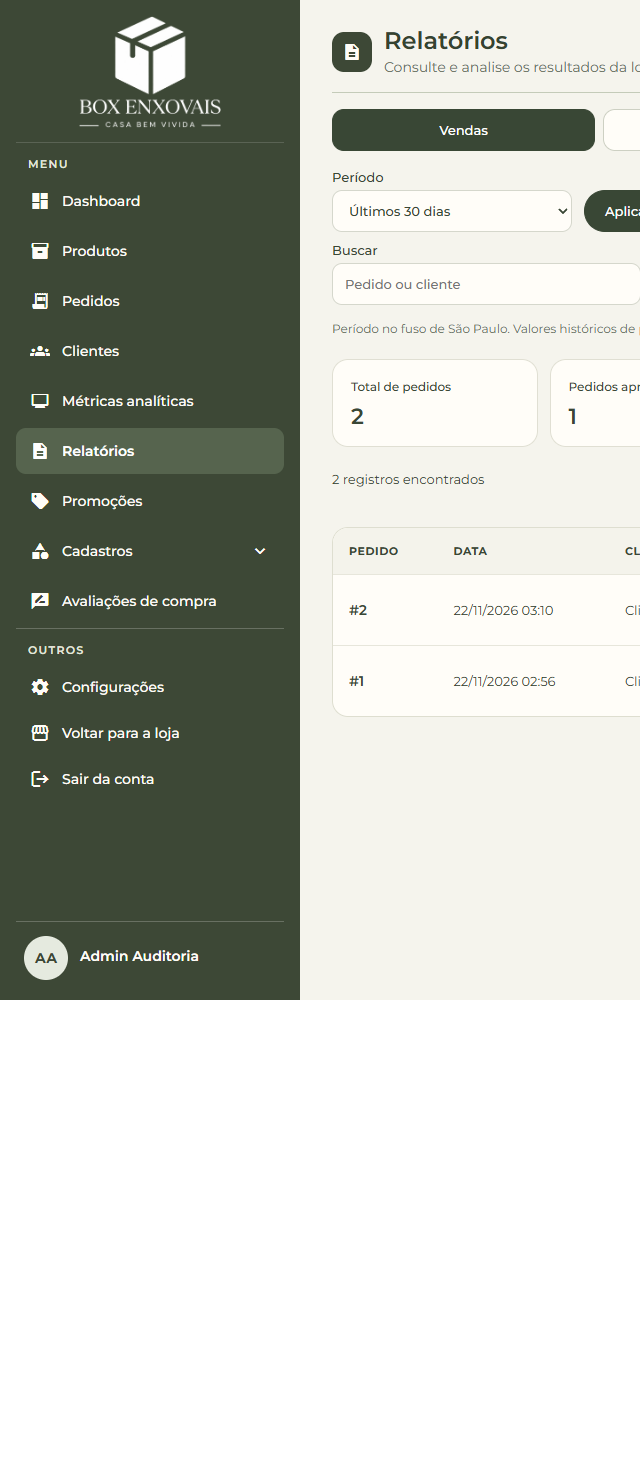 BOX ENXOVAIS
CASA BEM VIVIDA
MENU
Dashboard
Produtos
Pedidos
Clientes
Métricas analíticas
Relatórios
Promoções
Cadastros
Avaliações de compra
OUTROS
Configurações
Voltar para a loja
Sair da conta
AA Admin Auditoria
Relatórios
Consulte e analise os resultados da
Vendas
Período
Últimos 30 dias Aplica
Buscar
Pedido ou cliente
Período no fuso de São Paulo. Valores históricos de
Total de pedidos Pedidos apr
2 1
2 registros encontrados
PEDIDO DATA CL
#2 22/11/2026 03:10 Cli
#1 22/11/2026 02:56 Cli